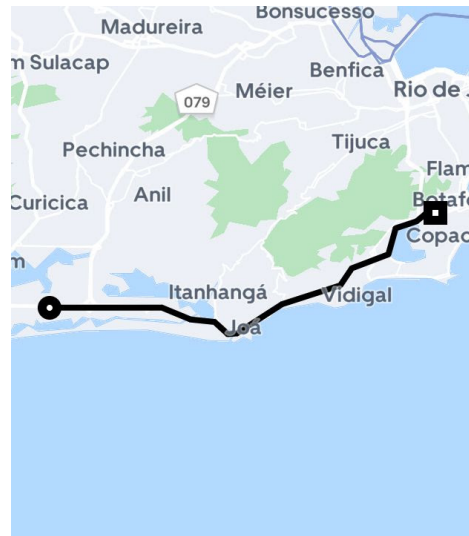 Bonsucesso
Madureira
m Sulacap
Benfica
Méier
079
Rio de J
Tijuca
Pechincha
Flam
Anil
Curicica
Botafo
Copac
m
Itanhangá
Vidigal
Joá